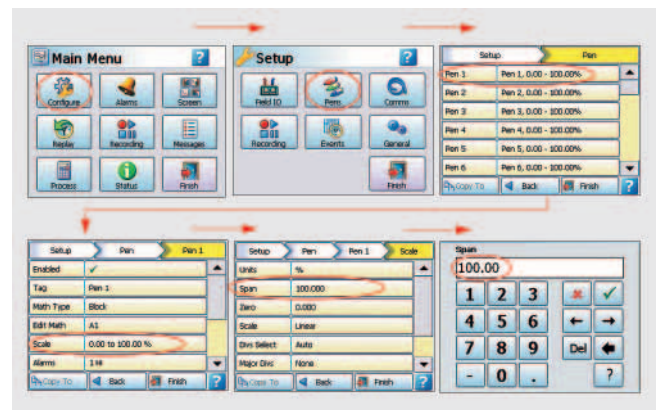 Main Menu ?
Configure Alarms Screen
Replay Recording Messages
Process Status Finish
Setup ?
Field IO Pens Comms
Recording Events General
Finish
Setup Pen
Pen 1 Pen 1, 0.00 - 100.00%
Pen 2 Pen 2, 0.00 - 100.00%
Pen 3 Pen 3, 0.00 - 100.00%
Pen 4 Pen 4, 0.00 - 100.00%
Pen 5 Pen 5, 0.00 - 100.00%
Pen 6 Pen 6, 0.00 - 100.00%
Copy To Back Finish ?
Setup Pen Pen 1
Enabled ✓
Tag Pen 1
Math Type Block
Edit Math A1
Scale 0.00 to 100.00 %
Alarms
Copy To Back Finish ?
Setup Pen Pen 1 Scale
Units %
Span 100.000
Zero 0.000
Scale Linear
Divs Select Auto
Major Divs None
Copy To Back Finish ?
Span
100.00
1 2 3
4 5 6 ← →
7 8 9 Del
- 0 . ?